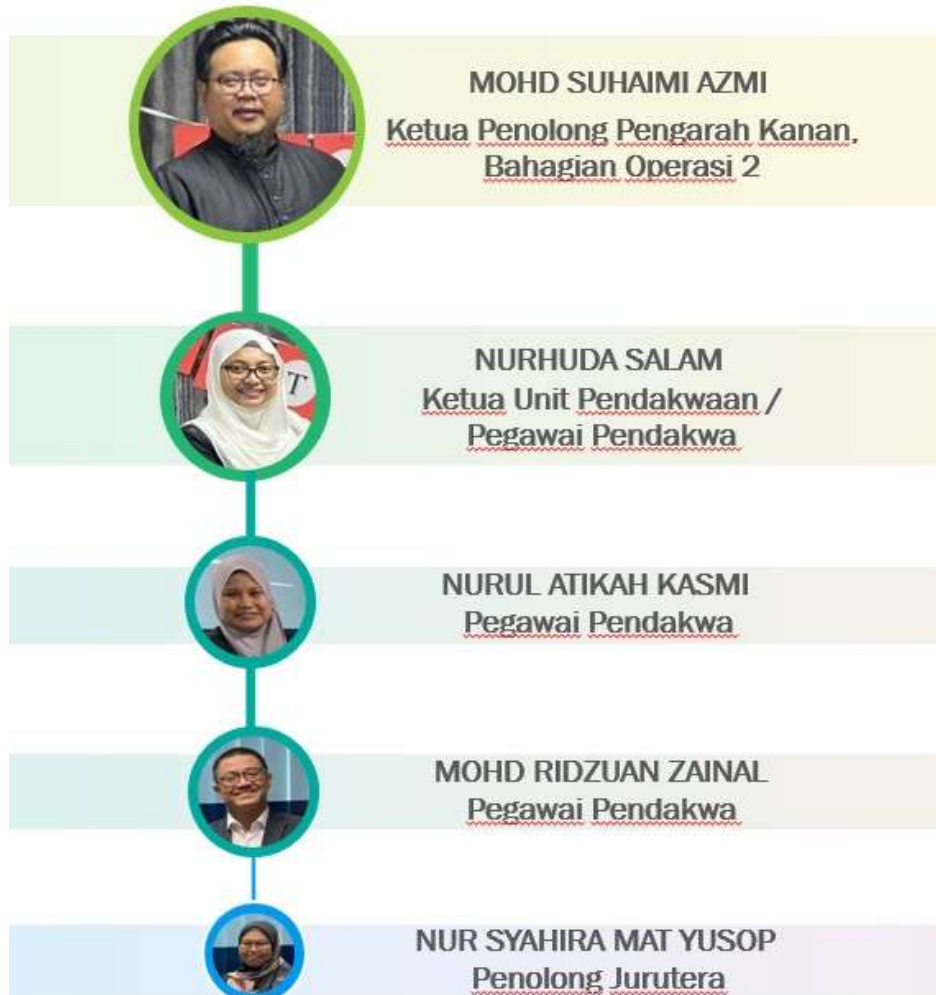 MOHD SUHAIMI AZMI
Ketua Penolong Pengarah Kanan,
Bahagian Operasi 2
T
NURHUDA SALAM
Ketua Unit Pendakwaan /
Pegawai Pendakwa
NURUL ATIKAH KASMI
Pegawai Pendakwa
MOHD RIDZUAN ZAINAL
Pegawai Pendakwa
NUR SYAHIRA MAT YUSOP
Penolong Jurutera